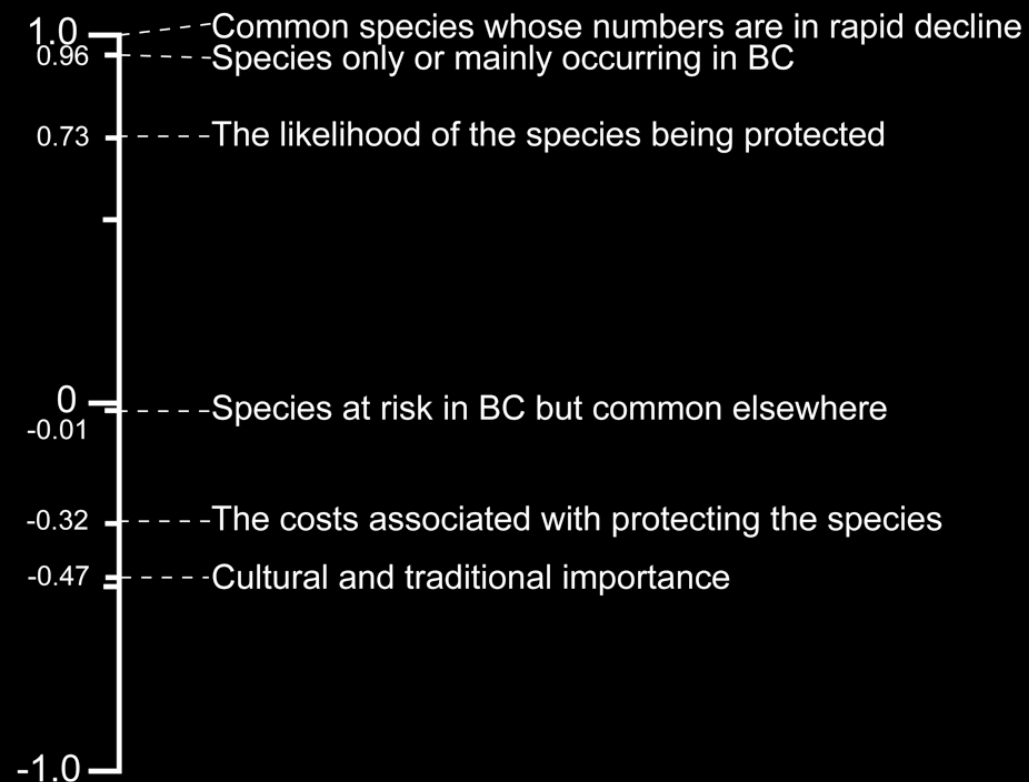 1.0 Common species whose numbers are in rapid decline
0.96 Species only or mainly occurring in BC
0.73 The likelihood of the species being protected
0
-0.01 Species at risk in BC but common elsewhere
-0.32 The costs associated with protecting the species
-0.47 Cultural and traditional importance
-1.0